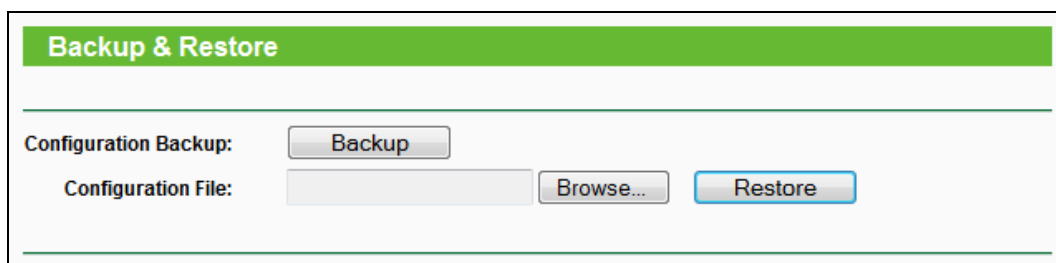 Backup & Restore
Configuration Backup: Backup
Configuration File: Browse... Restore